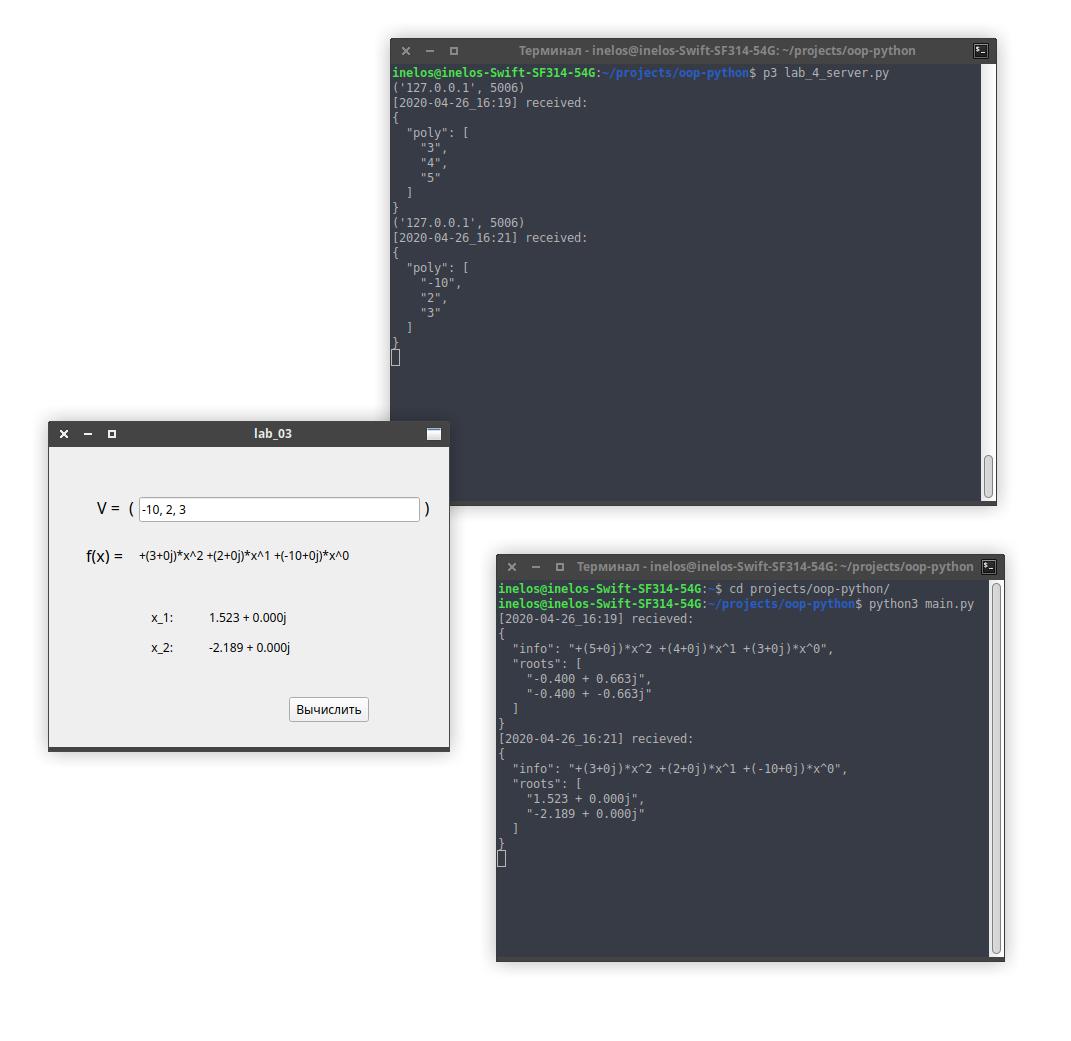 Терминал - inelos@inelos-Swift-SF314-54G: ~/projects/oop-python
inelos@inelos-Swift-SF314-54G:~/projects/oop-python$ p3 lab_4_server.py
('127.0.0.1', 5006)
[2020-04-26_16:19] received:
{
  "poly": [
    "3",
    "4",
    "5"
  ]
}
('127.0.0.1', 5006)
[2020-04-26_16:21] received:
{
  "poly": [
    "-10",
    "2",
    "3"
  ]
}
lab_03
V = ( -10, 2, 3 )
f(x) = +(3+0j)*x^2 +(2+0j)*x^1 +(-10+0j)*x^0
x_1: 1.523 + 0.000j
x_2: -2.189 + 0.000j
Вычислить
Терминал - inelos@inelos-Swift-SF314-54G: ~/projects/oop-python
inelos@inelos-Swift-SF314-54G:~$ cd projects/oop-python/
inelos@inelos-Swift-SF314-54G:~/projects/oop-python$ python3 main.py
[2020-04-26_16:19] recieved:
{
  "info": "+(5+0j)*x^2 +(4+0j)*x^1 +(3+0j)*x^0",
  "roots": [
    "-0.400 + 0.663j",
    "-0.400 + -0.663j"
  ]
}
[2020-04-26_16:21] recieved:
{
  "info": "+(3+0j)*x^2 +(2+0j)*x^1 +(-10+0j)*x^0",
  "roots": [
    "1.523 + 0.000j",
    "-2.189 + 0.000j"
  ]
}